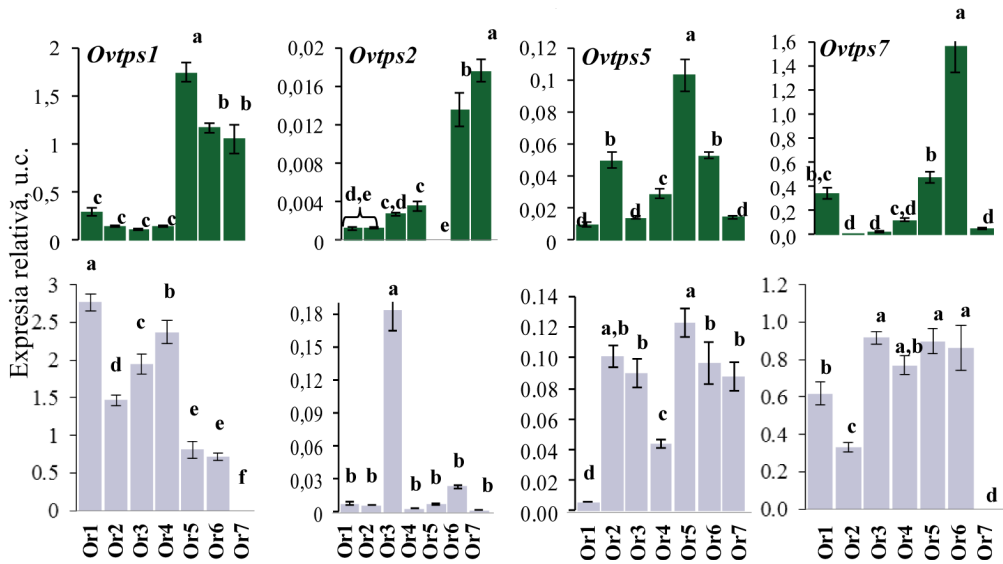 Expresia relativă, u.c.
Ovtps1
2
1,5
1
0,5
0
c
c
c
c
a
b
b
Ovtps2
0,02
0,016
0,012
0,008
0,004
0
d,e
c,d
c
e
b
a
Ovtps5
0,12
0,1
0,08
0,06
0,04
0,02
0
d
b
d
c
a
b
d
Ovtps7
1,6
1,4
1,2
1,0
0,8
0,6
0,4
0,2
0,0
b,c
d
d
c,d
b
a
d
3
2.5
2
1.5
1
0.5
0
a
d
c
b
e
e
f
Or1 Or2 Or3 Or4 Or5 Or6 Or7
0,18
0,15
0,12
0,09
0,06
0,03
0
b
b
a
b
b
b
b
Or1 Or2 Or3 Or4 Or5 Or6 Or7
0.14
0.12
0.10
0.08
0.06
0.04
0.02
0.00
d
a,b
b
c
a
b
b
Or1 Or2 Or3 Or4 Or5 Or6 Or7
1.2
1.0
0.8
0.6
0.4
0.2
0.0
b
c
a
a,b
a
a
d
Or1 Or2 Or3 Or4 Or5 Or6 Or7